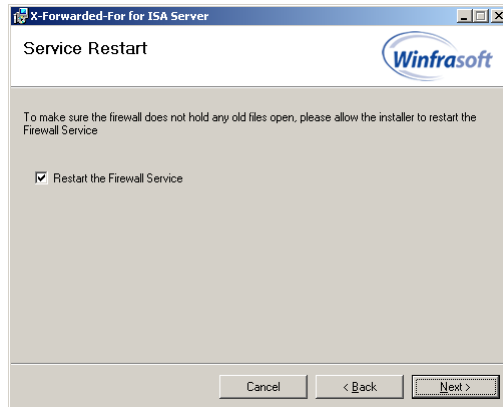 X-Forwarded-For for ISA Server
Service Restart
Winfrasoft
To make sure the firewall does not hold any old files open, please allow the installer to restart the
Firewall Service
Restart the Firewall Service
Cancel
< Back
Next >